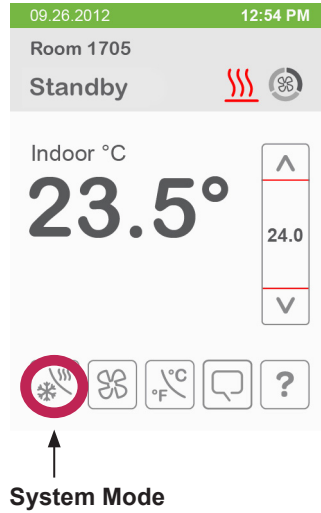 09.26.2012 12:54 PM
Room 1705
Standby
Indoor °C
23.5°
24.0
°C
°F
?
System Mode